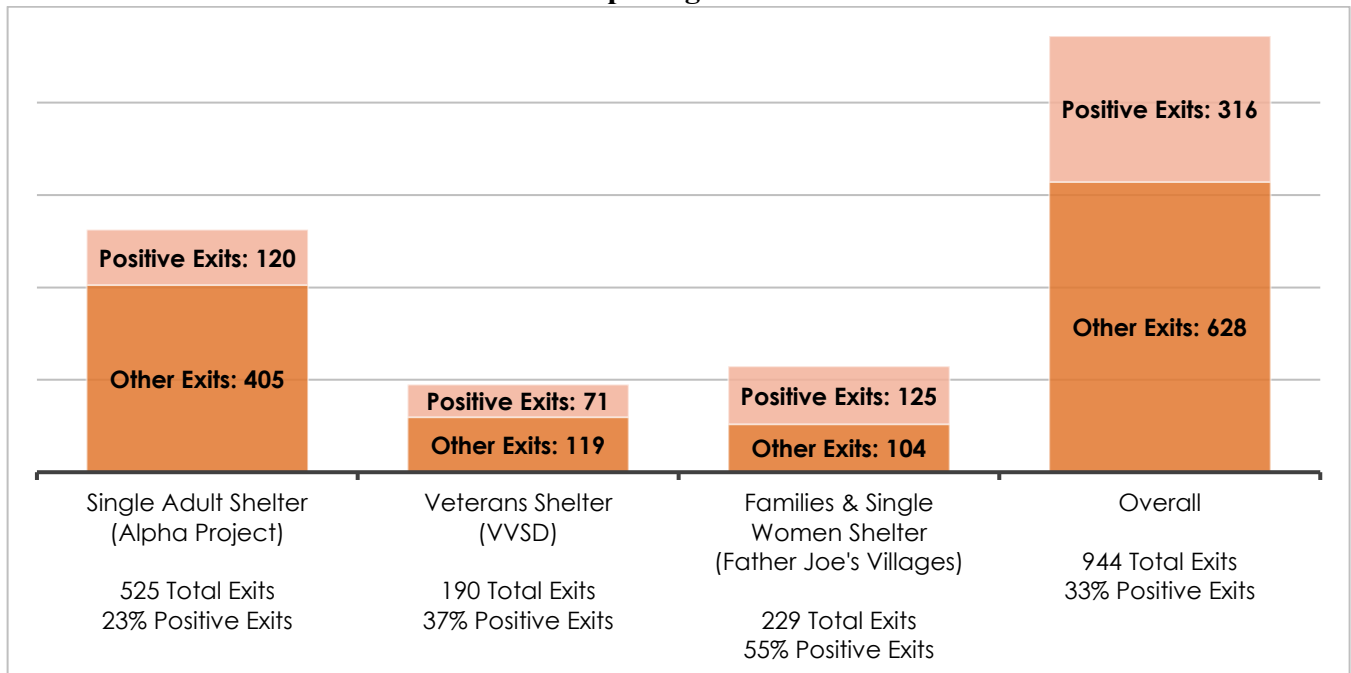 Positive Exits: 316
Positive Exits: 120
Other Exits: 628
Other Exits: 405
Positive Exits: 71
Positive Exits: 125
Other Exits: 119
Other Exits: 104
Single Adult Shelter
(Alpha Project)
525 Total Exits
23% Positive Exits
Veterans Shelter
(VVSD)
190 Total Exits
37% Positive Exits
Families & Single
Women Shelter
(Father Joe's Villages)
229 Total Exits
55% Positive Exits
Overall
944 Total Exits
33% Positive Exits